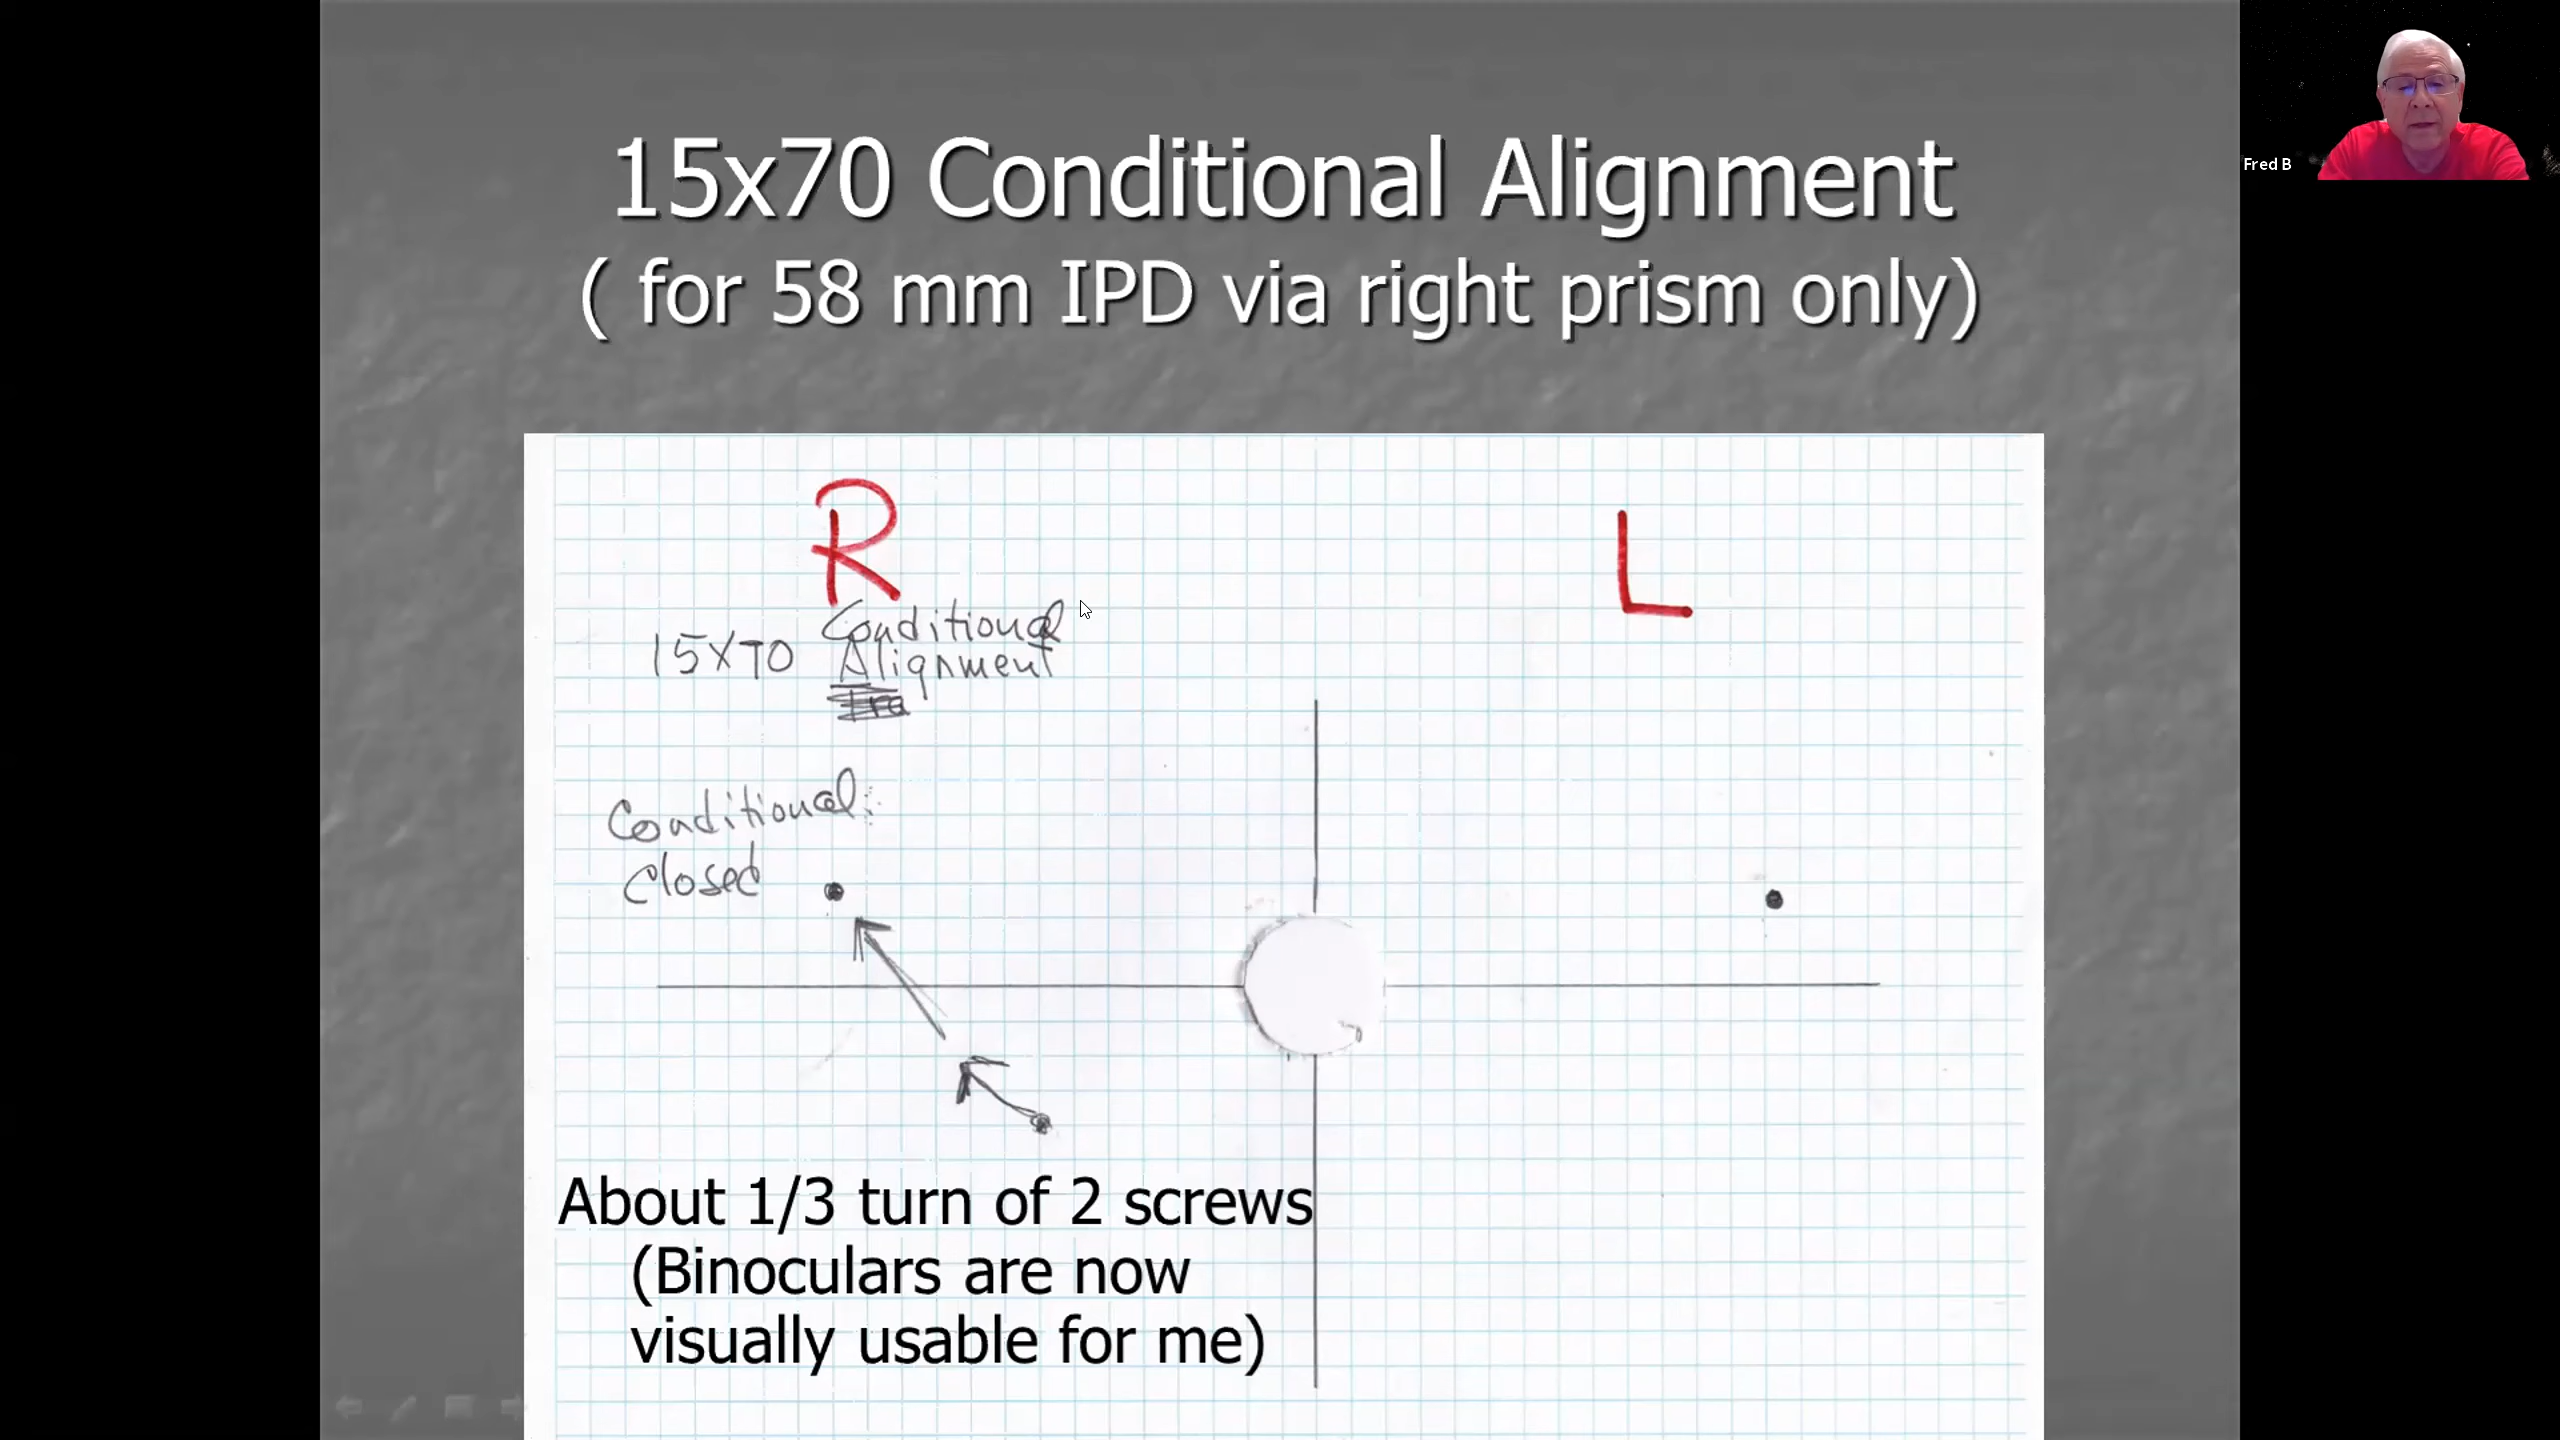 15x70 Conditional Alignment
( for 58 mm IPD via right prism only)
Fred B
R
L
Conditional
15X70 Alignment
Conditional:
closed
About 1/3 turn of 2 screws
(Binoculars are now
visually usable for me)